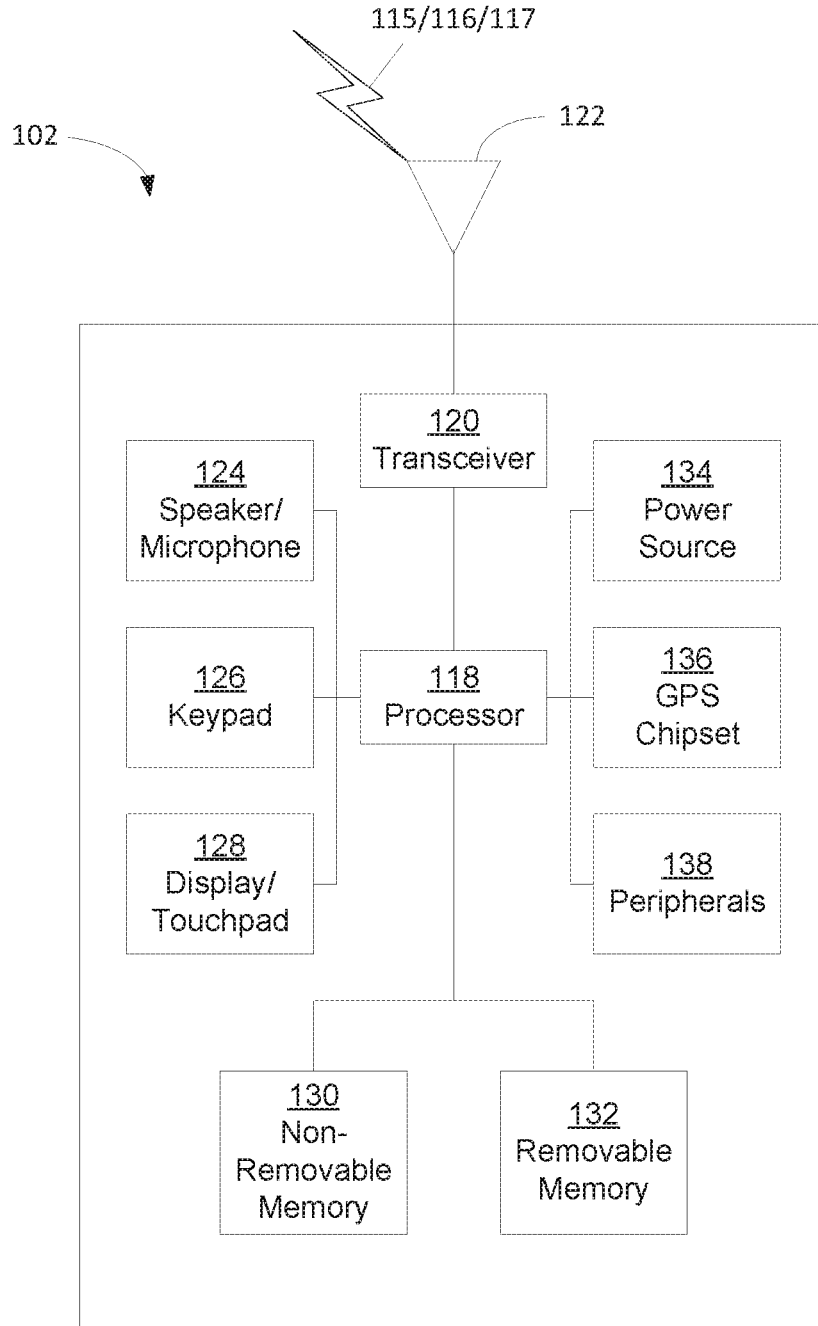 115/116/117
102
122
120
Transceiver
124
Speaker/
Microphone
134
Power
Source
126
Keypad
118
Processor
136
GPS
Chipset
128
Display/
Touchpad
138
Peripherals
130
Non-
Removable
Memory
132
Removable
Memory